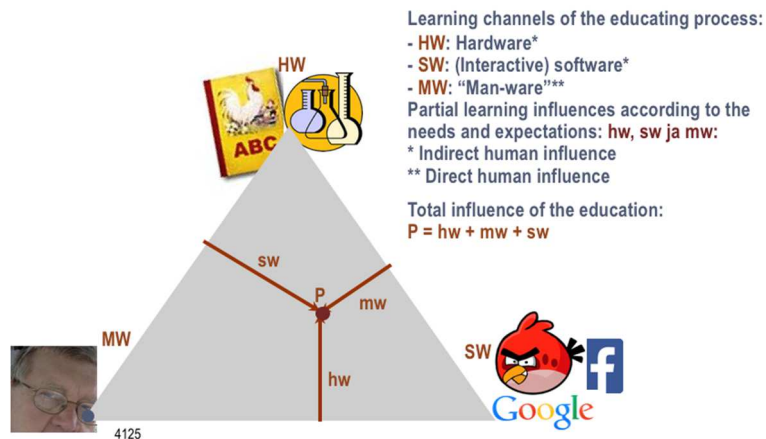 Learning channels of the educating process:
- HW: Hardware*
- SW: (Interactive) software*
- MW: “Man-ware”**
Partial learning influences according to the
needs and expectations: hw, sw ja mw:
* Indirect human influence
** Direct human influence
Total influence of the education:
P = hw + mw + sw
HW
ABC
sw
P
mw
MW
SW
hw
f
Google
4125